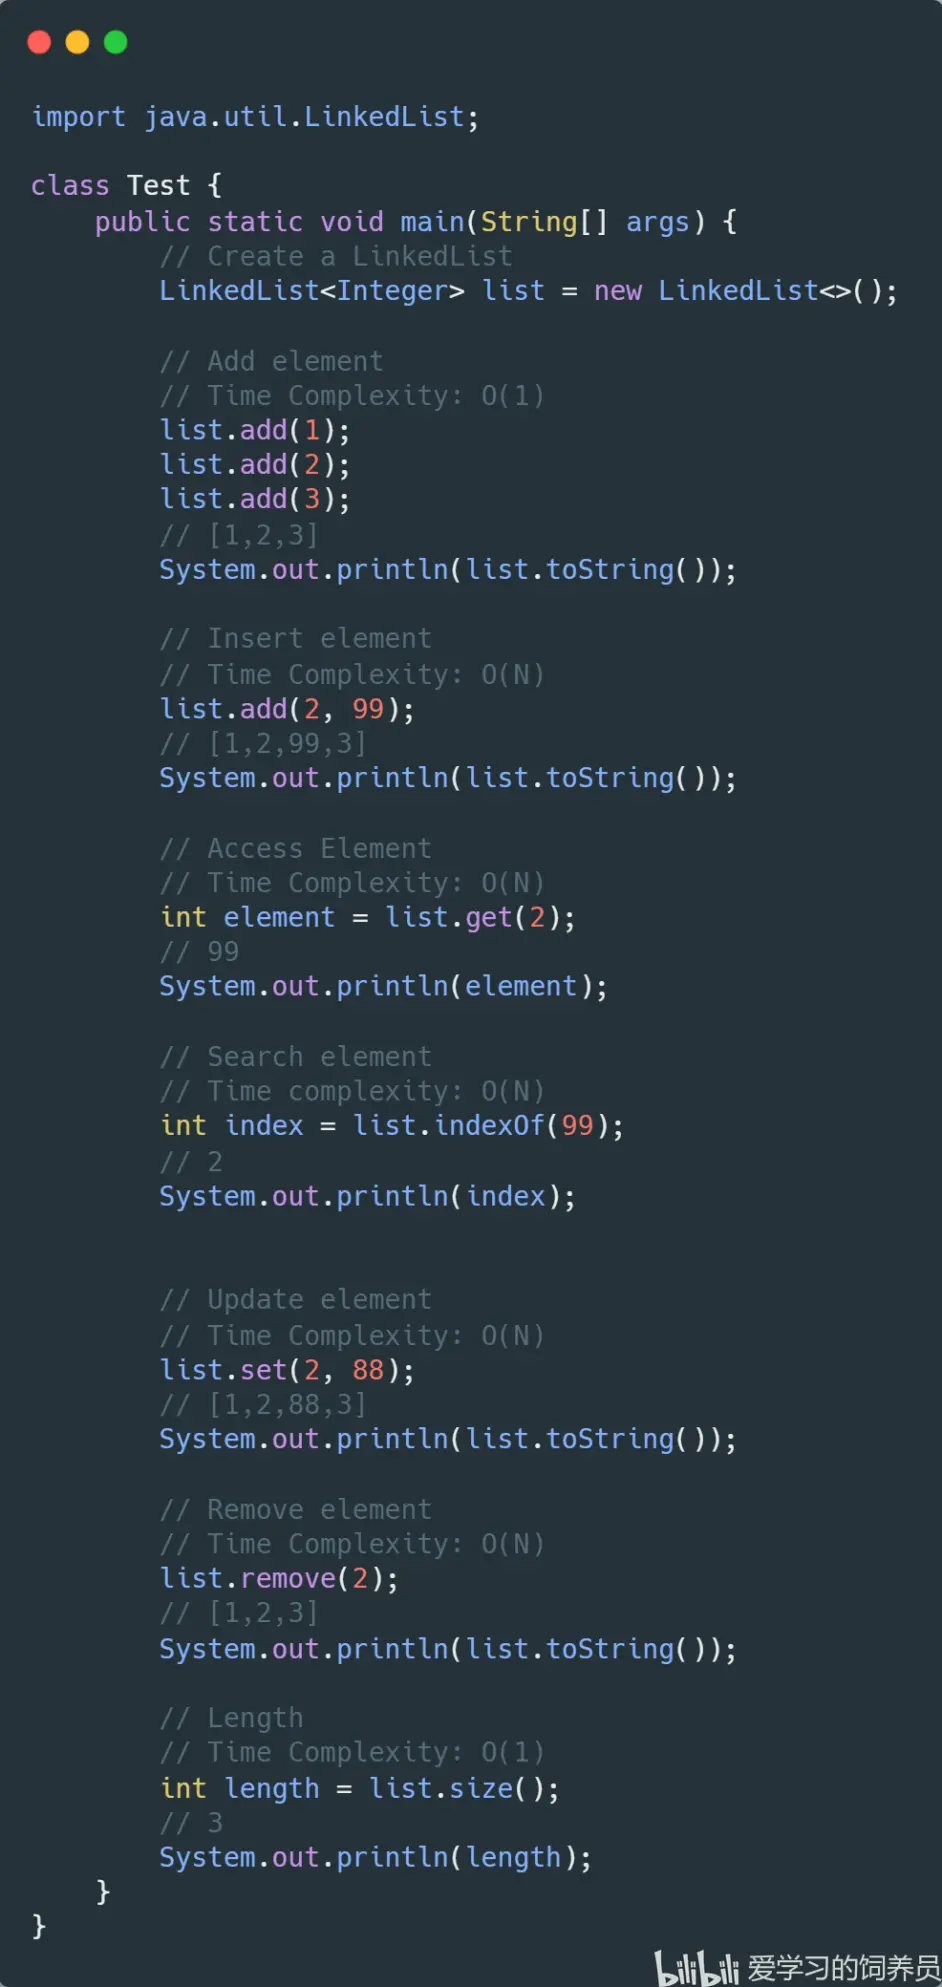 import java.util.LinkedList;
class Test {
public static void main(String[] args) {
// Create a LinkedList
LinkedList<Integer> list = new LinkedList<>();
// Add element
// Time Complexity: O(1)
list.add(1);
list.add(2);
list.add(3);
// [1,2,3]
System.out.println(list.toString());
// Insert element
// Time Complexity: O(N)
list.add(2, 99);
// [1,2,99,3]
System.out.println(list.toString());
// Access Element
// Time Complexity: O(N)
int element = list.get(2);
// 99
System.out.println(element);
// Search element
// Time complexity: O(N)
int index = list.indexOf(99);
// 2
System.out.println(index);
// Update element
// Time Complexity: O(N)
list.set(2, 88);
// [1,2,88,3]
System.out.println(list.toString());
// Remove element
// Time Complexity: O(N)
list.remove(2);
// [1,2,3]
System.out.println(list.toString());
// Length
// Time Complexity: O(1)
int length = list.size();
// 3
System.out.println(length);
}
}
bilibili 爱学习的饲养员